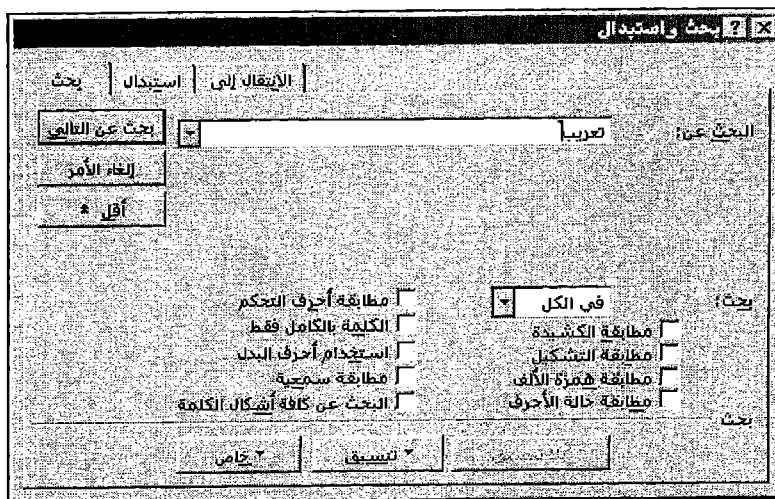 بحث واستبدال
بحث استبدال الانتقال إلى
البحث عن: تعريب بحث عن التالي
إلغاء الأمر
أقل
بحث: في الكل
مطابقة الكشيدة
مطابقة التشكيل
مطابقة همزة الألف
مطابقة حالة الأحرف
مطابقة أحرف التحكم
الكلمة بالكامل فقط
استخدام أحرف البدل
مطابقة سمعية
البحث عن كافة أشكال الكلمة
بحث
تنسيق خاص